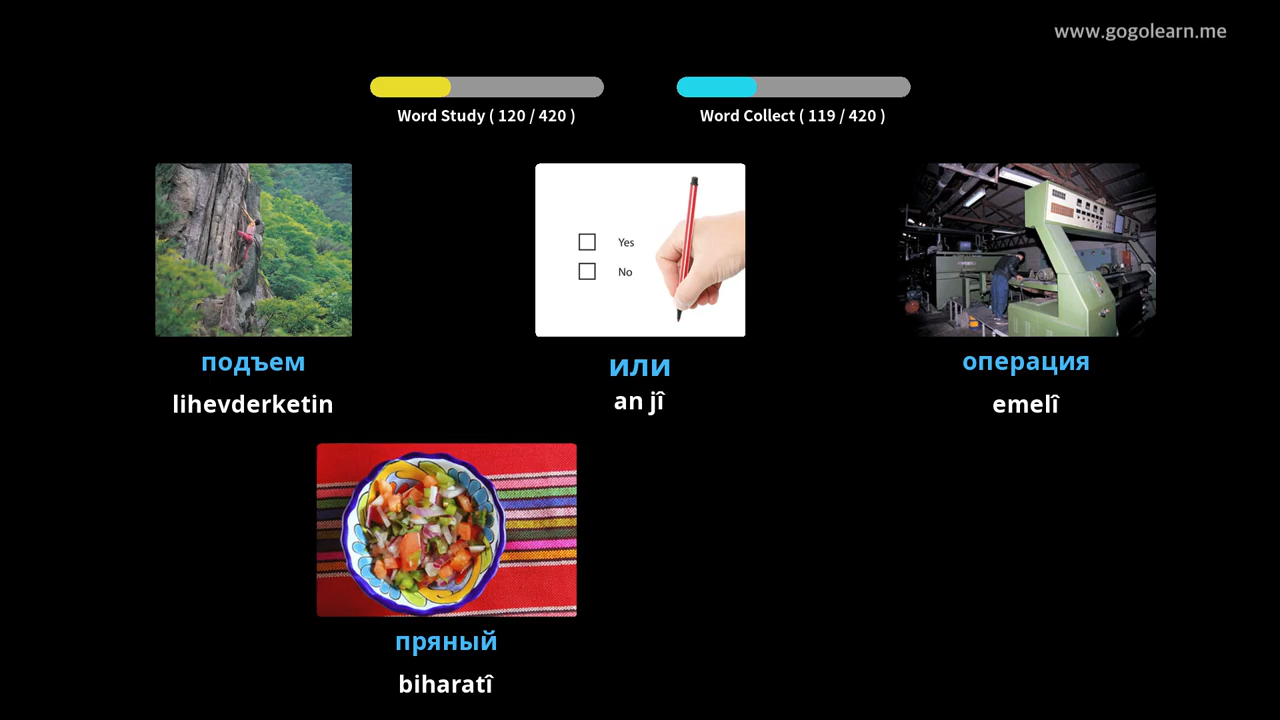 www.gogolearn.me
Word Study ( 120 / 420 )
Word Collect ( 119 / 420 )
Yes
No
подъем
lihevderketin
или
an jî
операция
emelî
пряный
biharatî